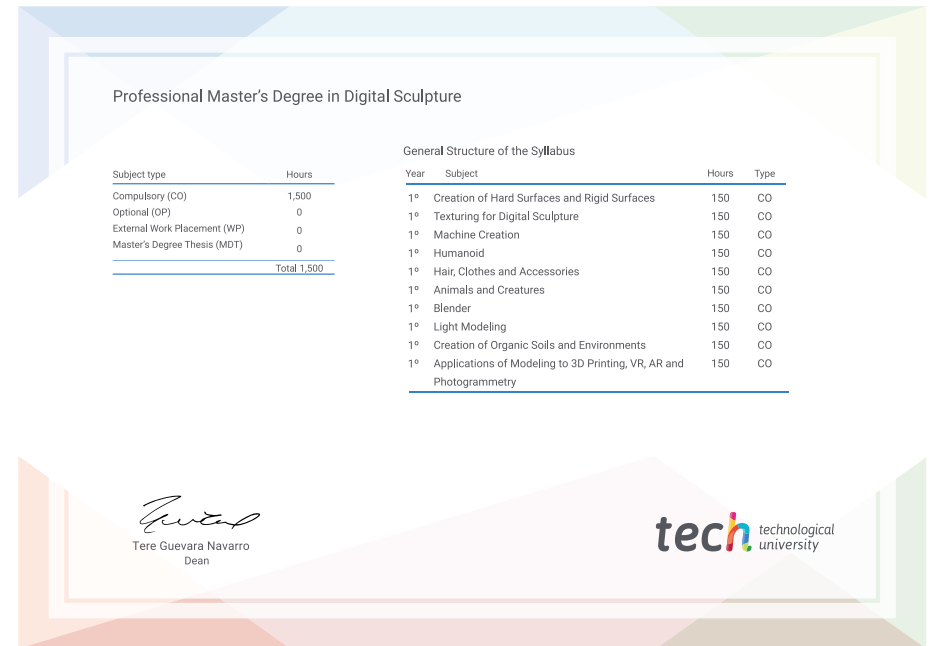 Professional Master's Degree in Digital Sculpture
Subject type Hours
Compulsory (CO) 1,500
Optional (OP) 0
External Work Placement (WP) 0
Master's Degree Thesis (MDT) 0
Total 1,500
General Structure of the Syllabus
Year Subject Hours Type
1º Creation of Hard Surfaces and Rigid Surfaces 150 CO
1º Texturing for Digital Sculpture 150 CO
1º Machine Creation 150 CO
1º Humanoid 150 CO
1º Hair, Clothes and Accessories 150 CO
1º Animals and Creatures 150 CO
1º Blender 150 CO
1º Light Modeling 150 CO
1º Creation of Organic Soils and Environments 150 CO
1º Applications of Modeling to 3D Printing, VR, AR and 150 CO
Photogrammetry
Tere Guevara Navarro
Dean
tech technological
university